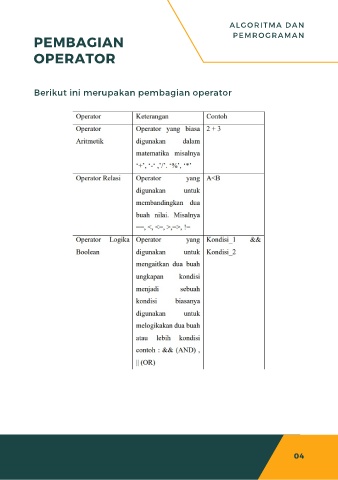 ALGORITMA DAN
PEMROGRAMAN
PEMBAGIAN
OPERATOR
Berikut ini merupakan pembagian operator
Operator Keterangan Contoh
Operator Operator yang biasa 2 + 3
Aritmetik digunakan dalam
matematika misalnya
‘+’, ‘-’ ,‘/’. ‘%’, ‘*’
Operator Relasi Operator yang A<B
digunakan untuk
membandingkan dua
buah nilai. Misalnya
==, <, <=, >,=>, !=
Operator Logika Operator yang Kondisi_1 &&
Boolean digunakan untuk Kondisi_2
mengaitkan dua buah
ungkapan kondisi
menjadi sebuah
kondisi biasanya
digunakan untuk
melogikakan dua buah
atau lebih kondisi
contoh : && (AND) ,
|| (OR)
04